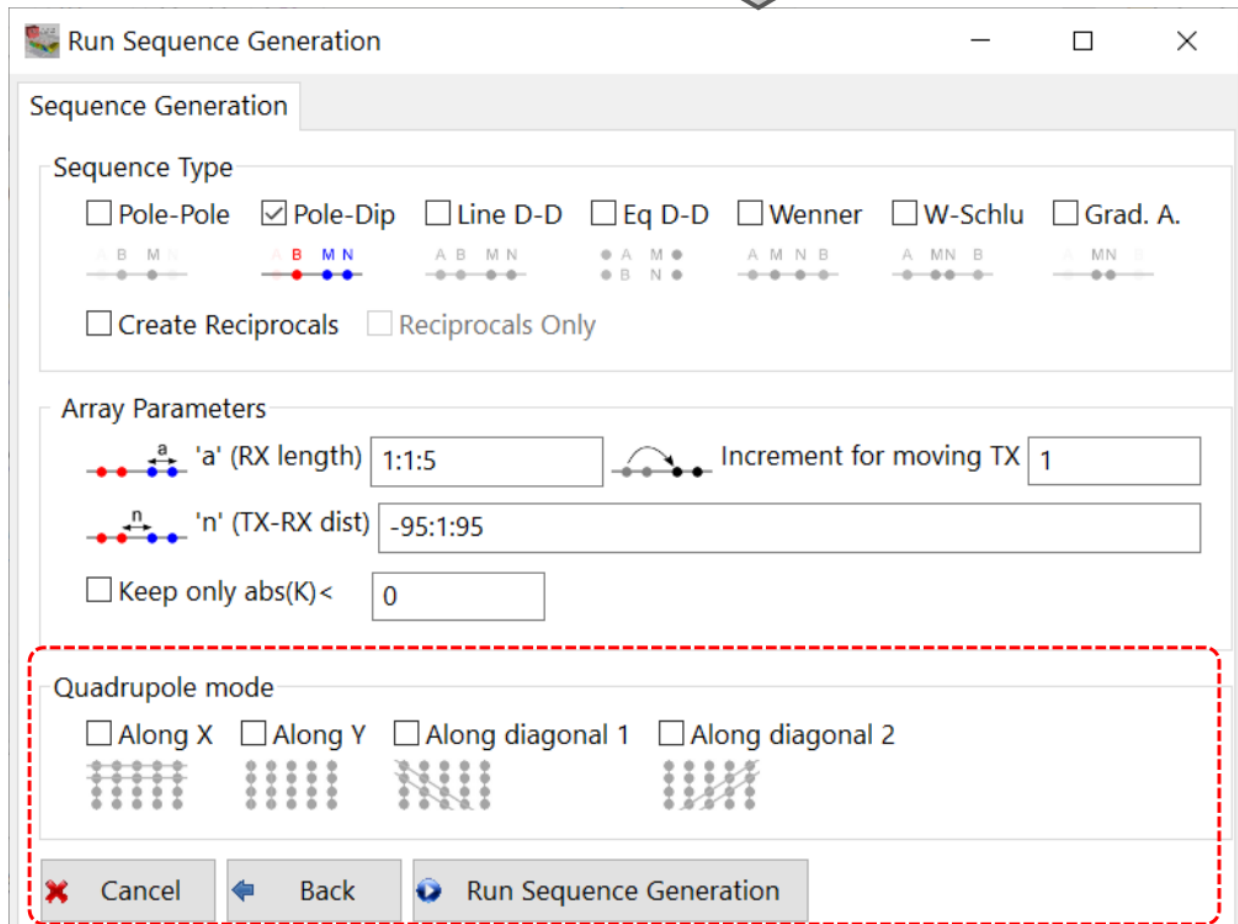 Run Sequence Generation
Sequence Generation
Sequence Type
Pole-Pole Pole-Dip Line D-D Eq D-D Wenner W-Schlu Grad. A.
A B M N A B M N A B M N A M A M N B A MN B A MN B
B N
Create Reciprocals Reciprocals Only
Array Parameters
a 'a' (RX length) 1:1:5 Increment for moving TX 1
n 'n' (TX-RX dist) -95:1:95
Keep only abs(K)< 0
Quadrupole mode
Along X Along Y Along diagonal 1 Along diagonal 2
Cancel Back Run Sequence Generation